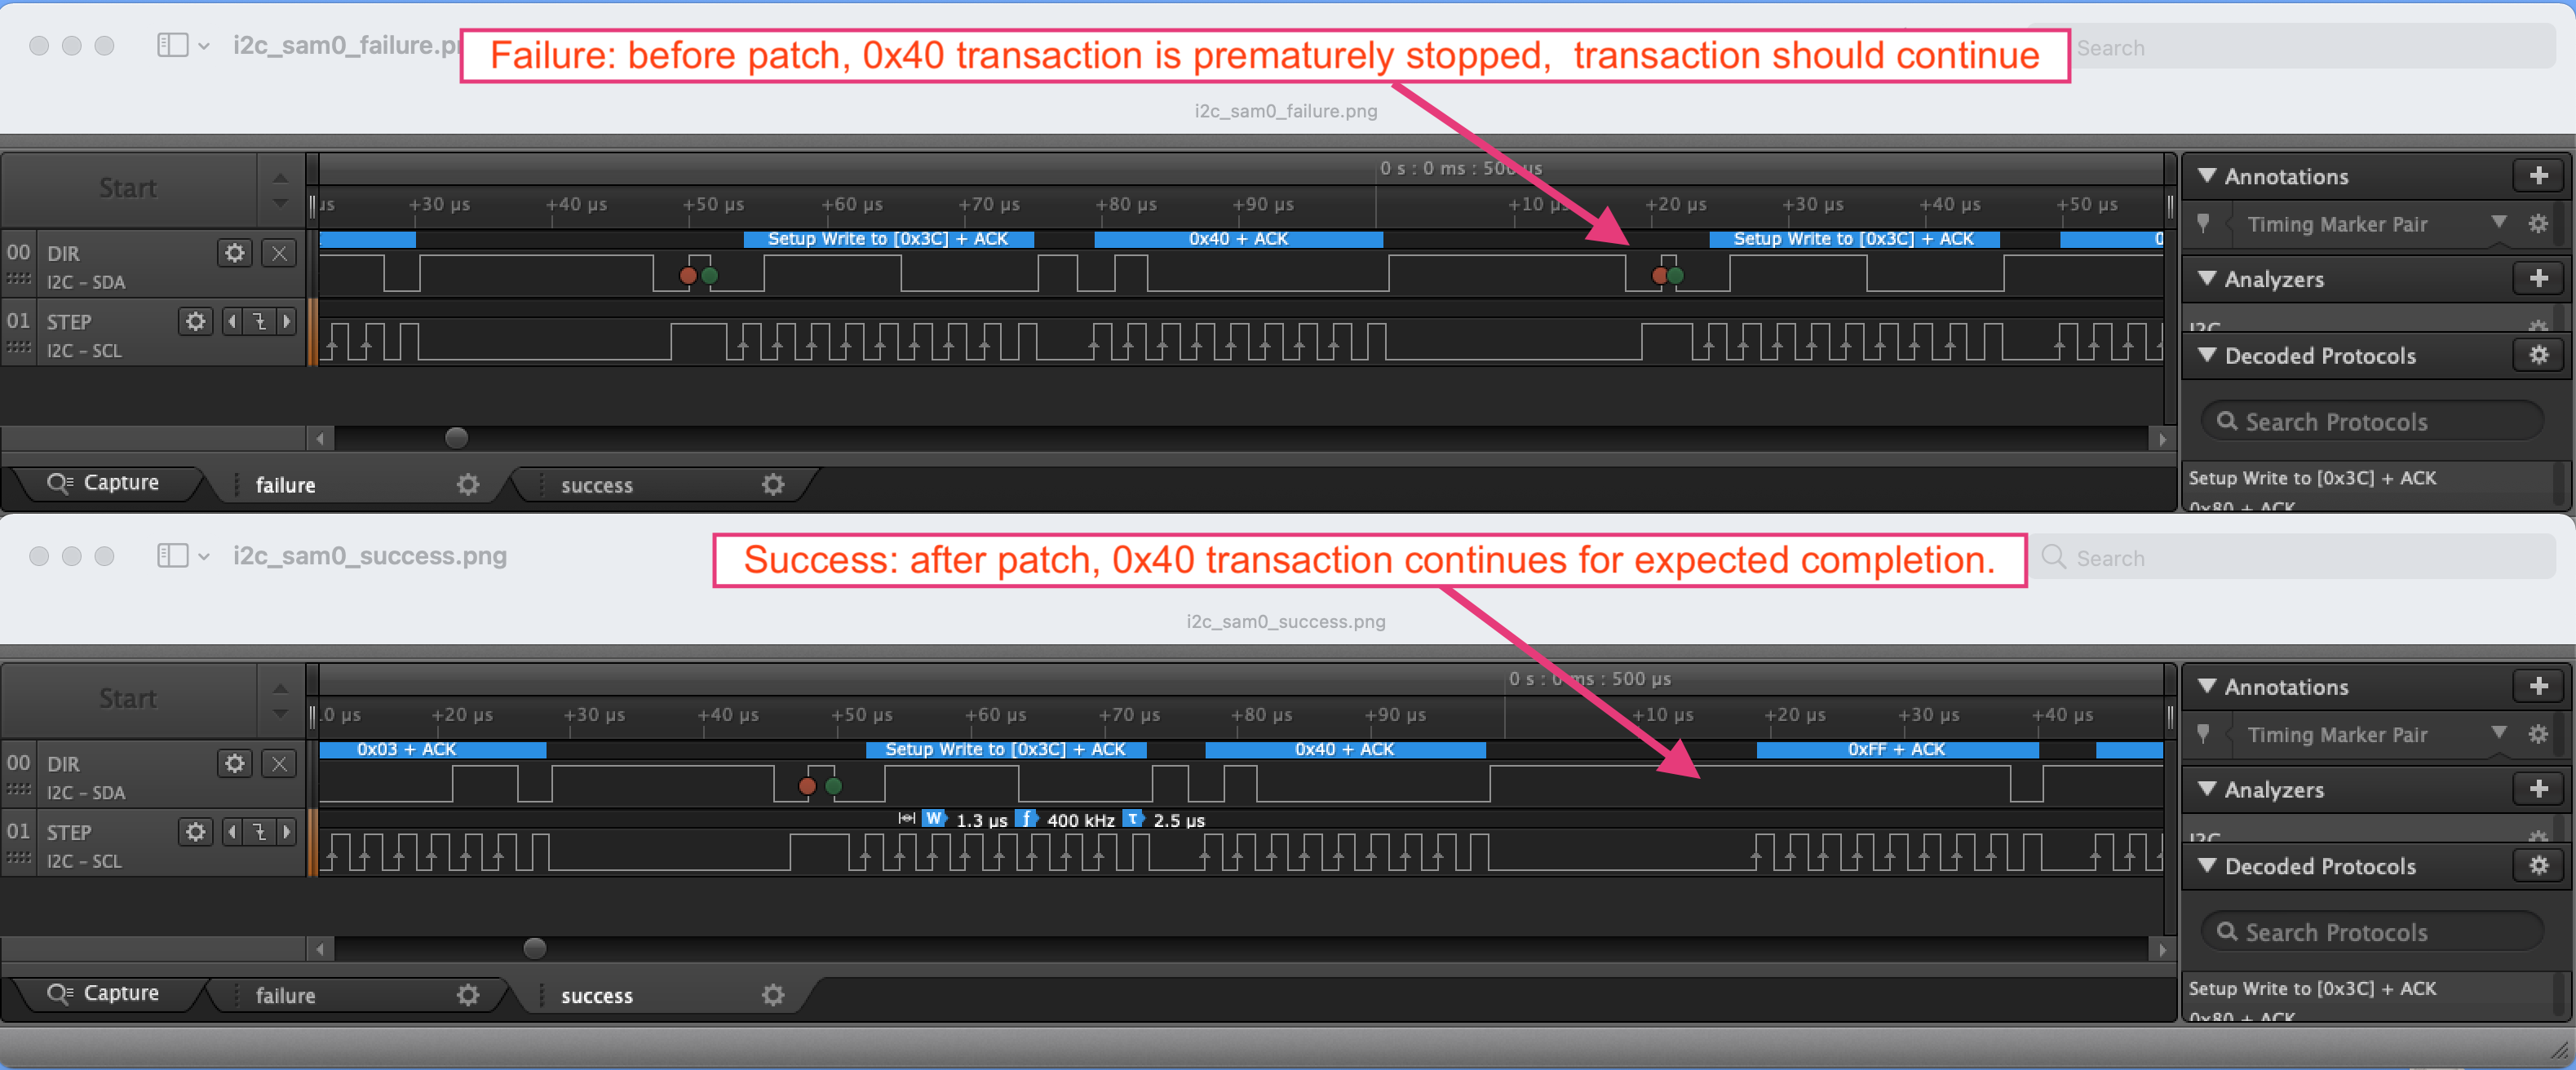 i2c_sam0_failure.p
Failure: before patch, 0x40 transaction is prematurely stopped,  transaction should continue
Search
i2c_sam0_failure.png
Start
0 s : 0 ms : 500 µs
µs +30 µs +40 µs +50 µs +60 µs +70 µs +80 µs +90 µs +10 µs +20 µs +30 µs +40 µs +50 µs
Annotations
Timing Marker Pair
Setup Write to [0x3C] + ACK 0x40 + ACK Setup Write to [0x3C] + ACK 0
00 DIR
I2C – SDA
Analyzers
01 STEP
I2C – SCL
I2C
Decoded Protocols
Search Protocols
Capture failure success
Setup Write to [0x3C] + ACK
0x80 + ACK
i2c_sam0_success.png
Success: after patch, 0x40 transaction continues for expected completion.
Search
i2c_sam0_success.png
Start
0 s : 0 ms : 500 µs
.0 µs +20 µs +30 µs +40 µs +50 µs +60 µs +70 µs +80 µs +90 µs +10 µs +20 µs +30 µs +40 µs
Annotations
Timing Marker Pair
0x03 + ACK Setup Write to [0x3C] + ACK 0x40 + ACK 0xFF + ACK
00 DIR
I2C – SDA
Analyzers
W 1.3 µs f 400 kHz T 2.5 µs
01 STEP
I2C – SCL
I2C
Decoded Protocols
Search Protocols
Capture failure success
Setup Write to [0x3C] + ACK
0x80 + ACK